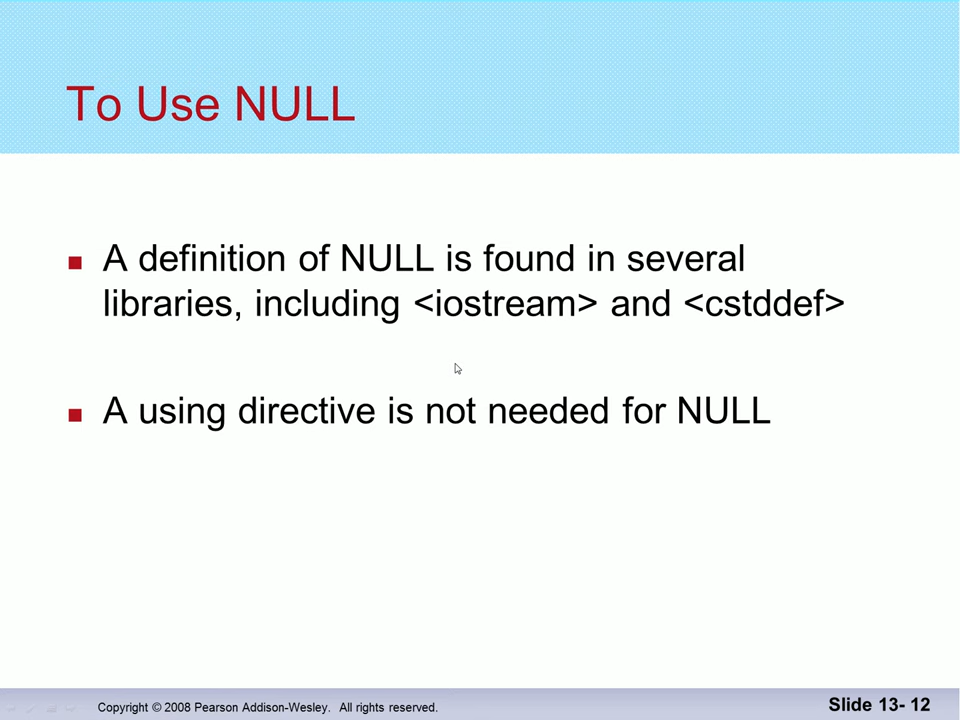 To Use NULL
A definition of NULL is found in several
libraries, including <iostream> and <cstddef>
A using directive is not needed for NULL
Copyright © 2008 Pearson Addison-Wesley. All rights reserved.
Slide 13- 12